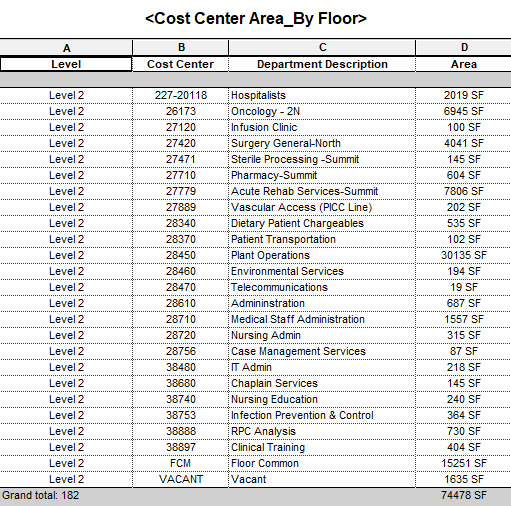 <Cost Center Area_By Floor>
A B C D
Level Cost Center Department Description Area
Level 2 227-20118 Hospitalists 2019 SF
Level 2 26173 Oncology - 2N 6945 SF
Level 2 27120 Infusion Clinic 100 SF
Level 2 27420 Surgery General-North 4041 SF
Level 2 27471 Sterile Processing -Summit 145 SF
Level 2 27710 Pharmacy-Summit 604 SF
Level 2 27779 Acute Rehab Services-Summit 7806 SF
Level 2 27889 Vascular Access (PICC Line) 202 SF
Level 2 28340 Dietary Patient Chargeables 535 SF
Level 2 28370 Patient Transportation 102 SF
Level 2 28450 Plant Operations 30135 SF
Level 2 28460 Environmental Services 194 SF
Level 2 28470 Telecommunications 19 SF
Level 2 28610 Admininstration 687 SF
Level 2 28710 Medical Staff Administration 1557 SF
Level 2 28720 Nursing Admin 315 SF
Level 2 28756 Case Management Services 87 SF
Level 2 38480 IT Admin 218 SF
Level 2 38680 Chaplain Services 145 SF
Level 2 38740 Nursing Education 240 SF
Level 2 38753 Infection Prevention & Control 364 SF
Level 2 38888 RPC Analysis 730 SF
Level 2 38897 Clinical Training 404 SF
Level 2 FCM Floor Common 15251 SF
Level 2 VACANT Vacant 1635 SF
Grand total: 182 74478 SF